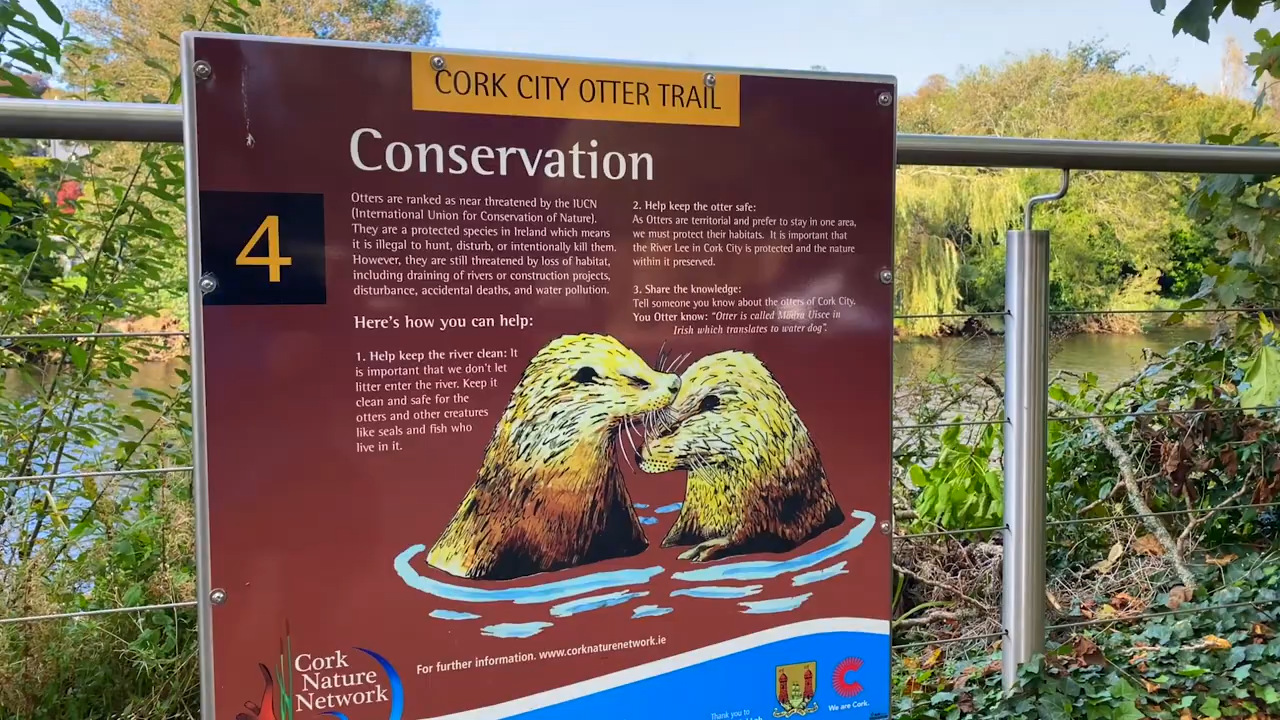 CORK CITY OTTER TRAIL
Conservation
4
Otters are ranked as near threatened by the IUCN
(International Union for Conservation of Nature).
They are a protected species in Ireland which means
it is illegal to hunt, disturb, or intentionally kill them.
However, they are still threatened by loss of habitat,
including draining of rivers or construction projects,
disturbance, accidental deaths, and water pollution.
Here's how you can help:
1. Help keep the river clean: It
is important that we don't let
litter enter the river. Keep it
clean and safe for the
otters and other creatures
like seals and fish who
live in it.
2. Help keep the otter safe:
As Otters are territorial and prefer to stay in one area,
we must protect their habitats. It is important that
the River Lee in Cork City is protected and the nature
within it preserved.
3. Share the knowledge:
Tell someone you know about the otters of Cork City.
You Otter know: "Otter is called Madra Uisce in
Irish which translates to water dog".
Cork
Nature
Network
For further information. www.corknaturenetwork.ie
Thank you to
We are Cork.